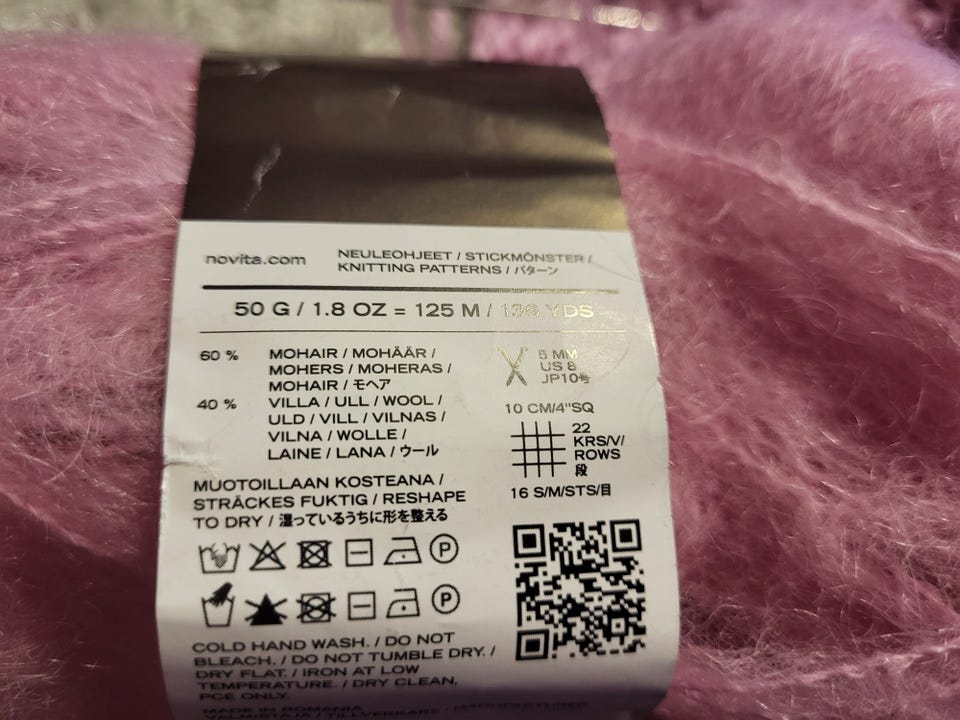 novita.com
NEULEOHJEET / STICKMÖNSTER /
KNITTING PATTERNS / パターン
50 G / 1.8 OZ = 125 M / 136 YDS
60 %
MOHAIR / MOHÄÄR /
MOHERS / MOHERAS /
MOHAIR / モヘア
40 %
VILLA / ULL / WOOL /
ULD / VILL / VILNAS /
VILNA / WOLLE /
LAINE / LANA / ウール
5 MM
US 8
JP10号
10 CM/4"SQ
22
KRS/V/
ROWS
段
16 S/M/STS/目
MUOTOILLAAN KOSTEANA /
STRÄCKES FUKTIG / RESHAPE
TO DRY / 湿っているうちに形を整える
P
P
COLD HAND WASH. / DO NOT
BLEACH. / DO NOT TUMBLE DRY. /
DRY FLAT. / IRON AT LOW
TEMPERATURE. / DRY CLEAN,
PCE ONLY.
MADE IN ROMANIA
VALMISTAJA / TILLVERKARE / MANUFACTURER